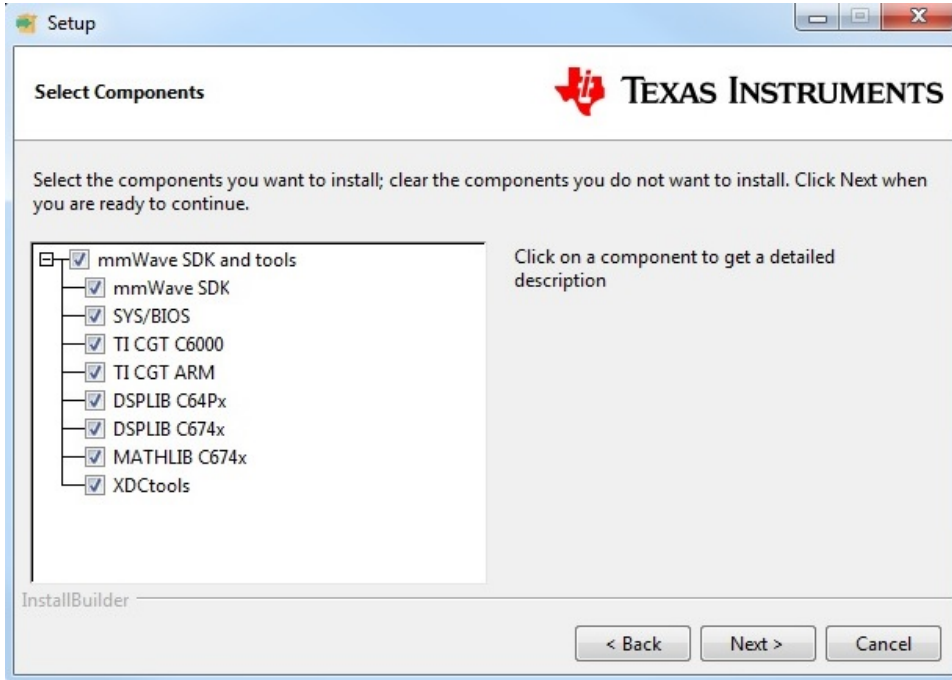 Setup
Select Components
TEXAS INSTRUMENTS
Select the components you want to install; clear the components you do not want to install. Click Next when
you are ready to continue.
mmWave SDK and tools
mmWave SDK
SYS/BIOS
TI CGT C6000
TI CGT ARM
DSPLIB C64Px
DSPLIB C674x
MATHLIB C674x
XDCtools
Click on a component to get a detailed
description
InstallBuilder
< Back
Next >
Cancel